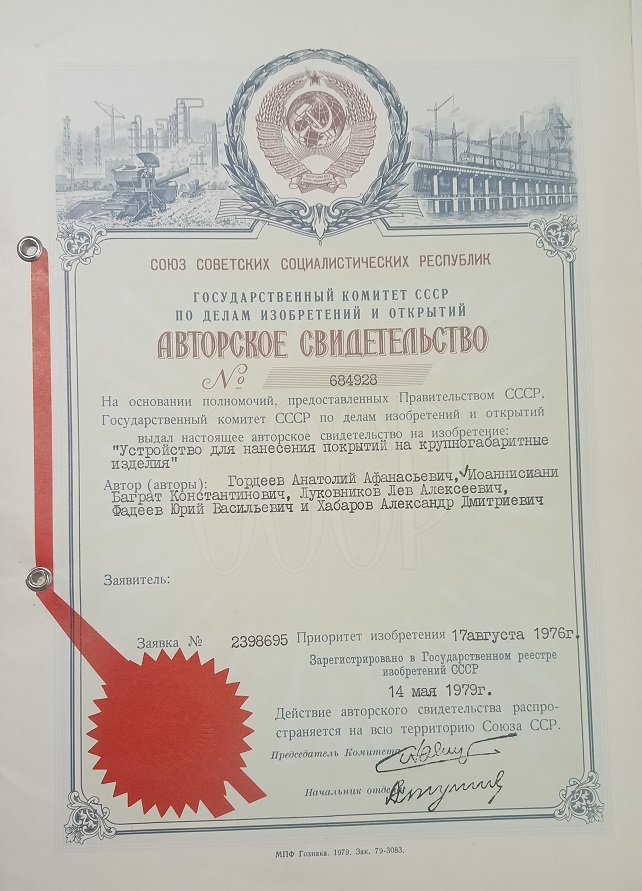 СОЮЗ СОВЕТСКИХ СОЦИАЛИСТИЧЕСКИХ РЕСПУБЛИК
ГОСУДАРСТВЕННЫЙ КОМИТЕТ СССР
ПО ДЕЛАМ ИЗОБРЕТЕНИЙ И ОТКРЫТИЙ
АВТОРСКОЕ СВИДЕТЕЛЬСТВО
№ 684928
На основании полномочий, предоставленных Правительством СССР,
Государственный комитет СССР по делам изобретений и открытий
выдал настоящее авторское свидетельство на изобретение:
"Устройство для нанесения покрытий на крупногабаритные
изделия"
Автор (авторы): Гордеев Анатолий Афанасьевич, Иоаннисиани
Баграт Константинович, Луковников Лев Алексеевич,
Фадеев Юрий Васильевич и Хабаров Александр Дмитриевич
Заявитель:
Заявка № 2398695 Приоритет изобретения 17августа 1976г.
Зарегистрировано в Государственном реестре
изобретений СССР
14 мая 1979г.
Действие авторского свидетельства распро-
страняется на всю территорию Союза ССР.
Председатель Комитета
Начальник отдела
МПФ Гознака. 1979. Зак. 79-3083.